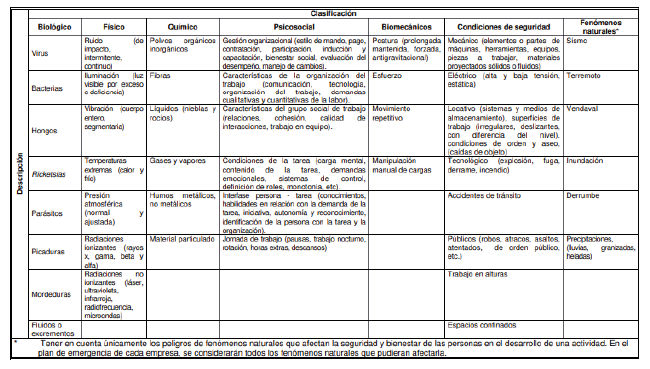 Clasificación
Biológico Físico Químico Psicosocial Biomecánicos Condiciones de seguridad Fenómenos naturales*
Descripción
Virus
Ruido (de
impacto,
intermitente,
continuo)
Polvos orgánicos
inorgánicos
Gestión organizacional (estilo de mando, pago,
contratación, participación, inducción y
capacitación, bienestar social, evaluación del
desempeño, manejo de cambios).
Postura (prolongada
mantenida, forzada,
antigravitacional)
Mecánico (elementos o partes de
máquinas, herramientas, equipos,
piezas a trabajar, materiales
proyectados sólidos o fluidos)
Sismo
Bacterias
Iluminación (luz
visible por exceso
o deficiencia)
Fibras
Características de la organización del
trabajo (comunicación, tecnología,
organización del trabajo, demandas
cualitativas y cuantitativas de la labor).
Esfuerzo
Eléctrico (alta y baja tensión,
estática)
Terremoto
Hongos
Vibración (cuerpo
entero,
segmentaria)
Líquidos (nieblas y
rocíos)
Características del grupo social de trabajo
(relaciones, cohesión, calidad de
interacciones, trabajo en equipo).
Movimiento
repetitivo
Locativo (sistemas y medios de
almacenamiento), superficies de
trabajo (irregulares, deslizantes,
con diferencia del nivel),
condiciones de orden y aseo,
(caídas de objeto)
Vendaval
Ricketsias
Temperaturas
extremas (calor y
frío)
Gases y vapores
Condiciones de la tarea (carga mental,
contenido de la tarea, demandas
emocionales, sistemas de control,
definición de roles, monotonía, etc).
Manipulación
manual de cargas
Tecnológico (explosión, fuga,
derrame, incendio)
Inundación
Parásitos
Presión
atmosférica
(normal y
ajustada)
Humos metálicos,
no metálicos
Interfase persona - tarea (conocimientos,
habilidades en relación con la demanda de la
tarea, iniciativa, autonomía y reconocimiento,
identificación de la persona con la tarea y la
organización).
Accidentes de tránsito
Derrumbe
Picaduras
Radiaciones
ionizantes (rayos
x, gama, beta y
alfa)
Material particulado
Jornada de trabajo (pausas, trabajo nocturno,
rotación, horas extras, descansos)
Públicos (robos, atracos, asaltos,
atentados, de orden público,
etc.)
Precipitaciones,
(lluvias, granizadas,
heladas)
Mordeduras
Radiaciones no
ionizantes (láser,
ultravioleta,
infrarroja,
radiofrecuencia,
microondas)
Trabajo en alturas
Fluidos o
excrementos
Espacios confinados
* Tener en cuenta únicamente los peligros de fenómenos naturales que afectan la seguridad y bienestar de las personas en el desarrollo de una actividad. En el
plan de emergencia de cada empresa, se considerarán todos los fenómenos naturales que pudieran afectarla.